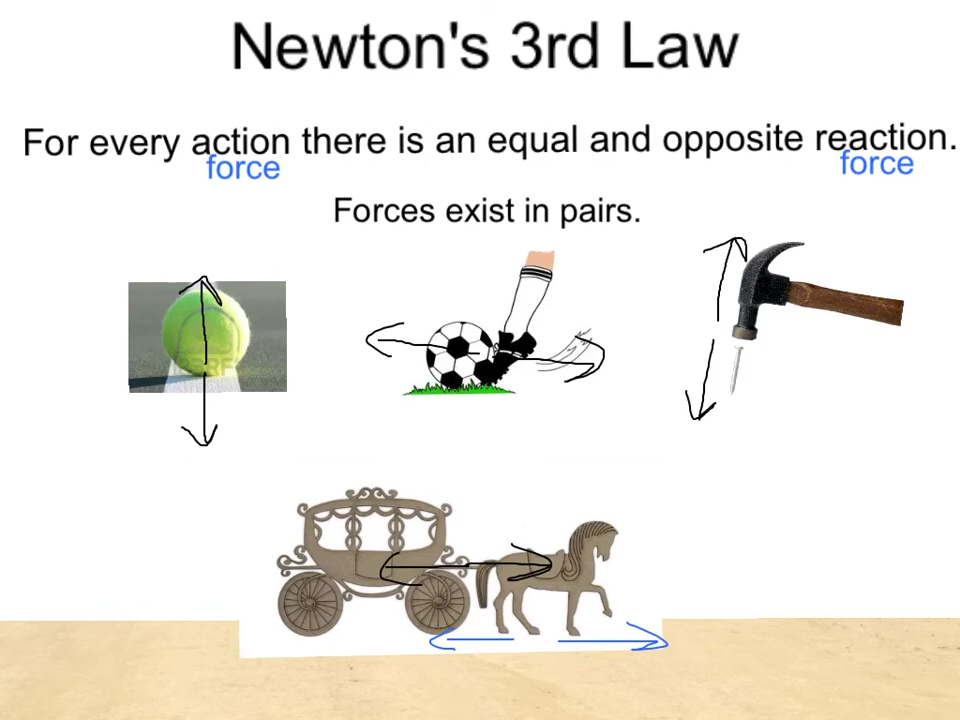 Newton's 3rd Law
For every action there is an equal and opposite reaction.
force force
Forces exist in pairs.